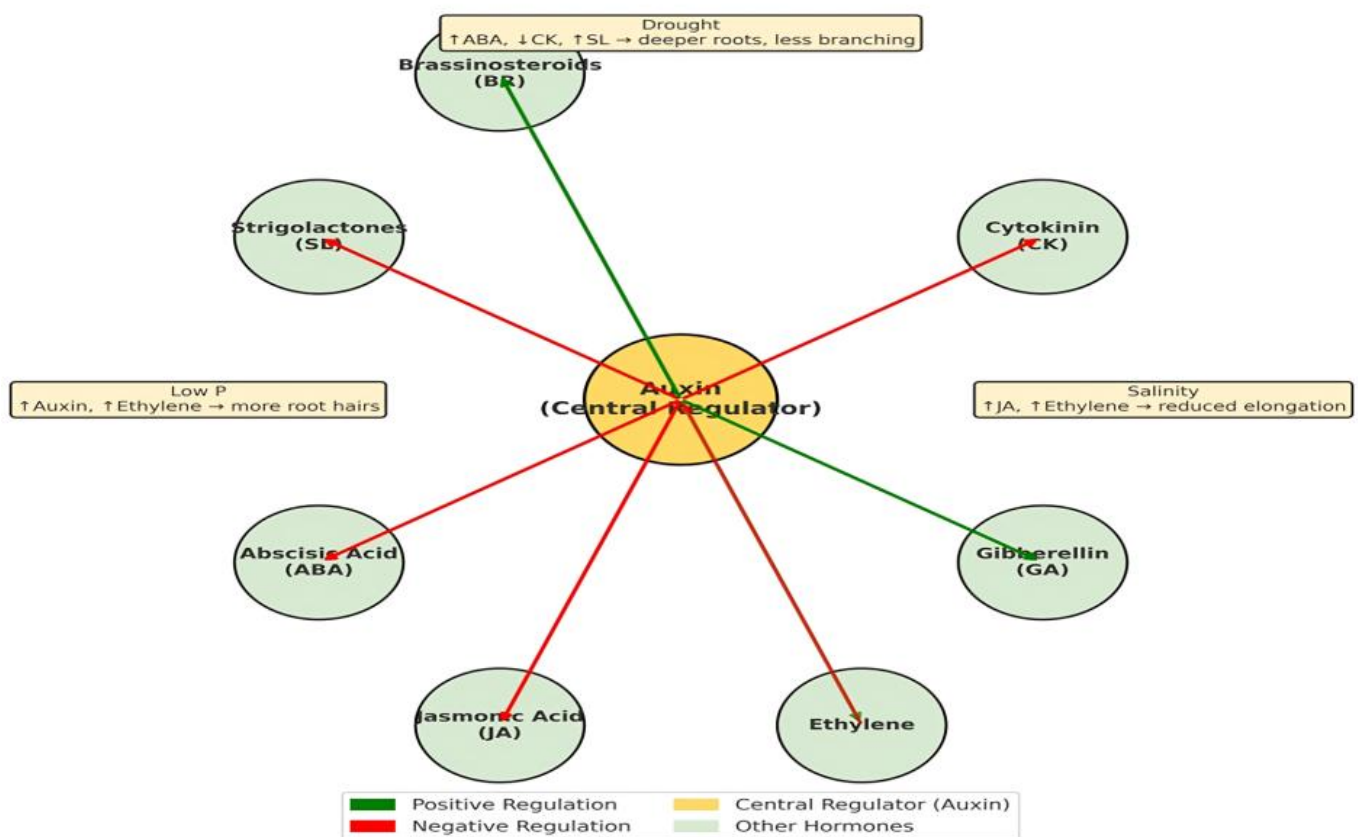 Drought
↑ABA, ↓CK, ↑SL → deeper roots, less branching
Brassinosteroids
(BR)
Strigolactones
(SL)
Cytokinin
(CK)
Auxin
(Central Regulator)
Low P
↑Auxin, ↑Ethylene → more root hairs
Salinity
↑JA, ↑Ethylene → reduced elongation
Abscisic Acid
(ABA)
Gibberellin
(GA)
Jasmonic Acid
(JA)
Ethylene
Positive Regulation
Negative Regulation
Central Regulator (Auxin)
Other Hormones